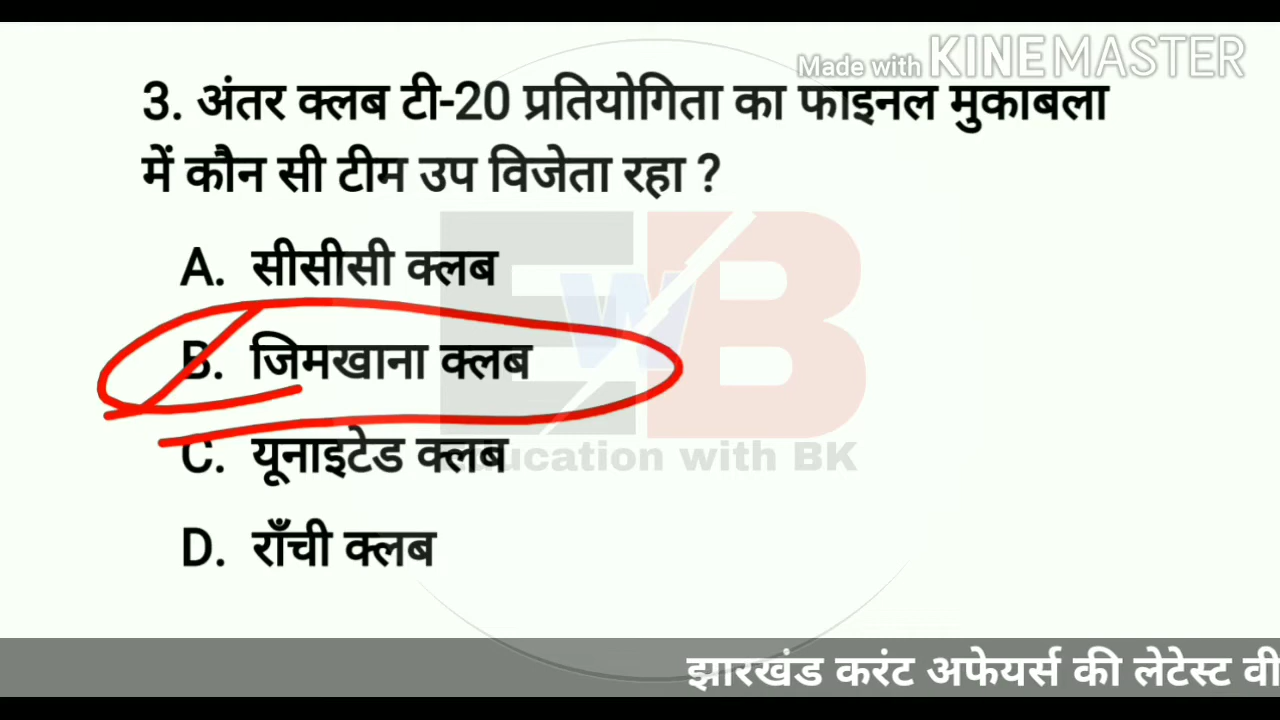 Made with KINEMASTER
3. अंतर क्लब टी-20 प्रतियोगिता का फाइनल मुकाबला
में कौन सी टीम उप विजेता रहा ?
A. सीसीसी क्लब
B. जिमखाना क्लब
C. यूनाइटेड क्लब
D. राँची क्लब
EWB
Education with BK
झारखंड करंट अफेयर्स की लेटेस्ट वी